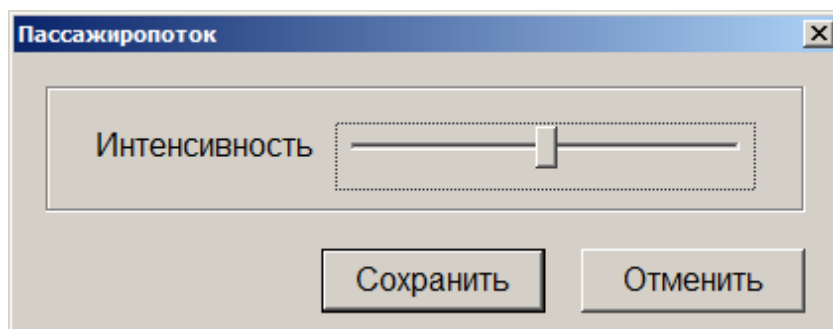 Пассажиропоток
Интенсивность
Сохранить Отменить